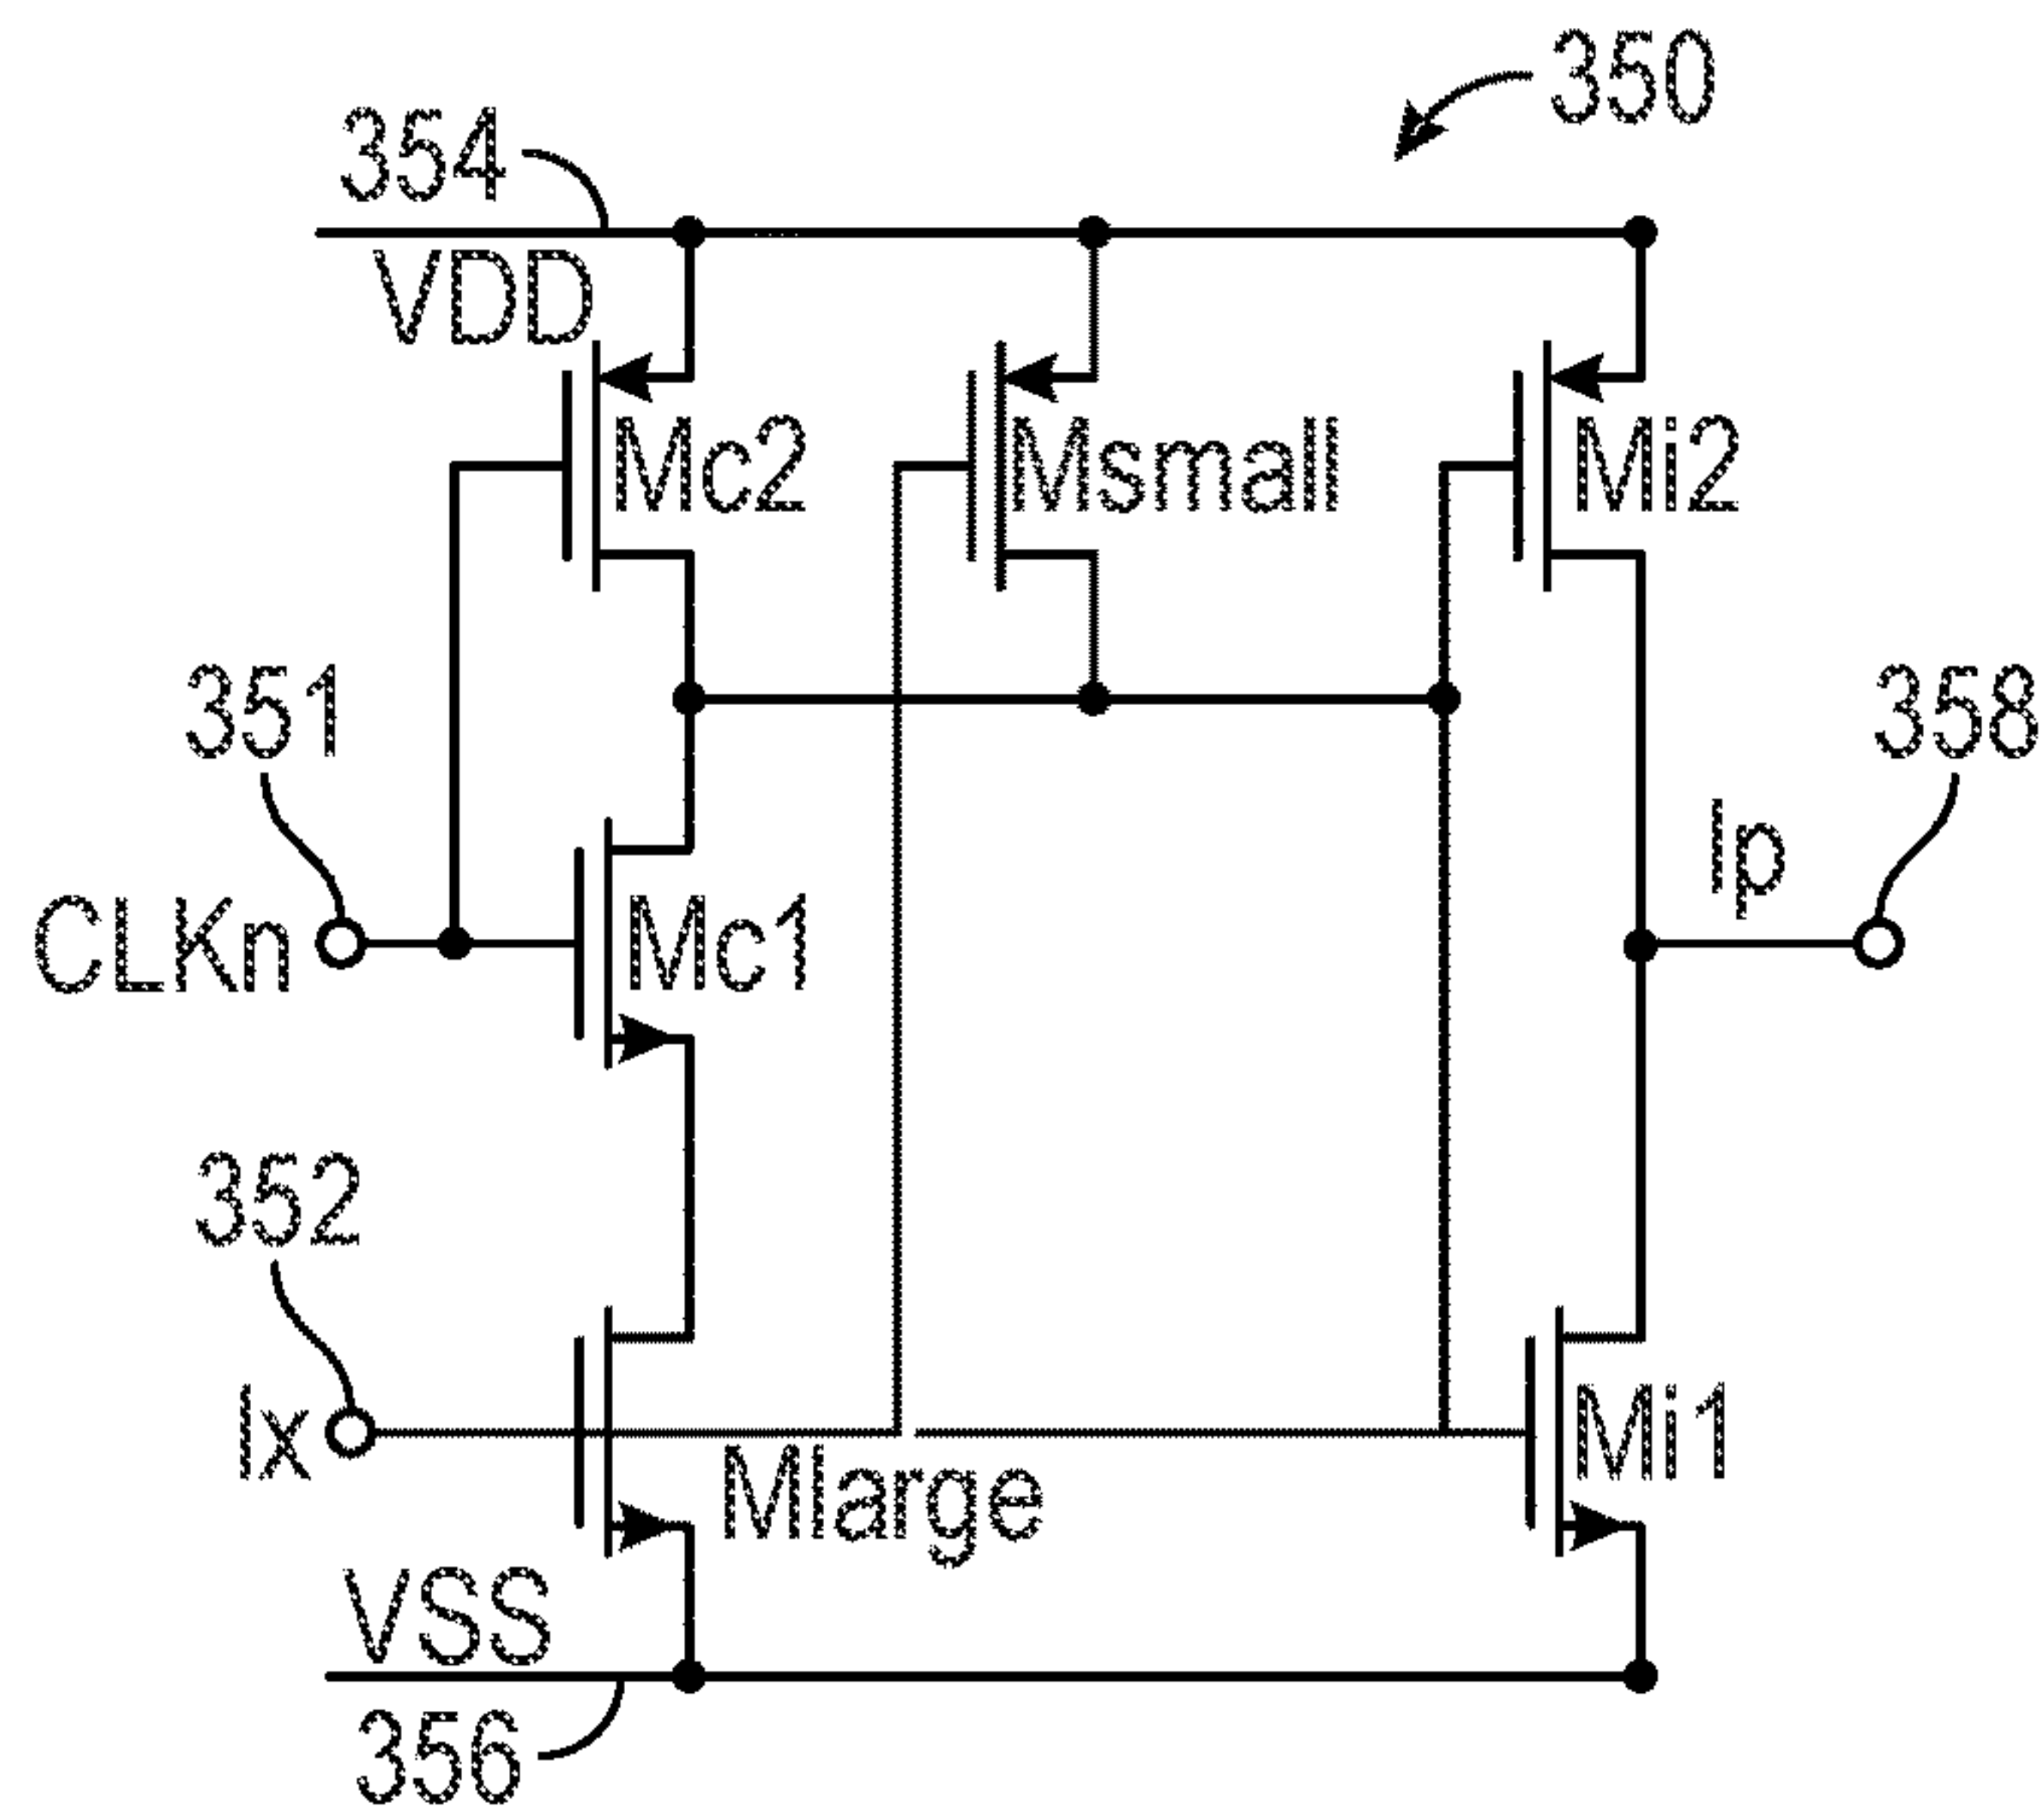 350
354
VDD
Mc2
Msmall
Mi2
351
358
Ip
CLKn
Mc1
352
Ix
Mlarge
Mi1
VSS
356